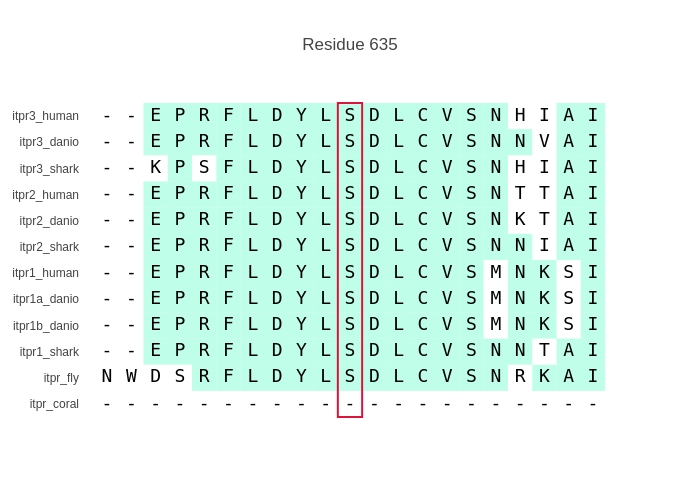 Residue 635
itpr3_human - - E P R F L D Y L S D L C V S N H I A I
itpr3_danio - - E P R F L D Y L S D L C V S N N V A I
itpr3_shark - - K P S F L D Y L S D L C V S N H I A I
itpr2_human - - E P R F L D Y L S D L C V S N T T A I
itpr2_danio - - E P R F L D Y L S D L C V S N K T A I
itpr2_shark - - E P R F L D Y L S D L C V S N N I A I
itpr1_human - - E P R F L D Y L S D L C V S M N K S I
itpr1a_danio - - E P R F L D Y L S D L C V S M N K S I
itpr1b_danio - - E P R F L D Y L S D L C V S M N K S I
itpr1_shark - - E P R F L D Y L S D L C V S N N T A I
itpr_fly N W D S R F L D Y L S D L C V S N R K A I
itpr_coral - - - - - - - - - - - - - - - - - - - - -